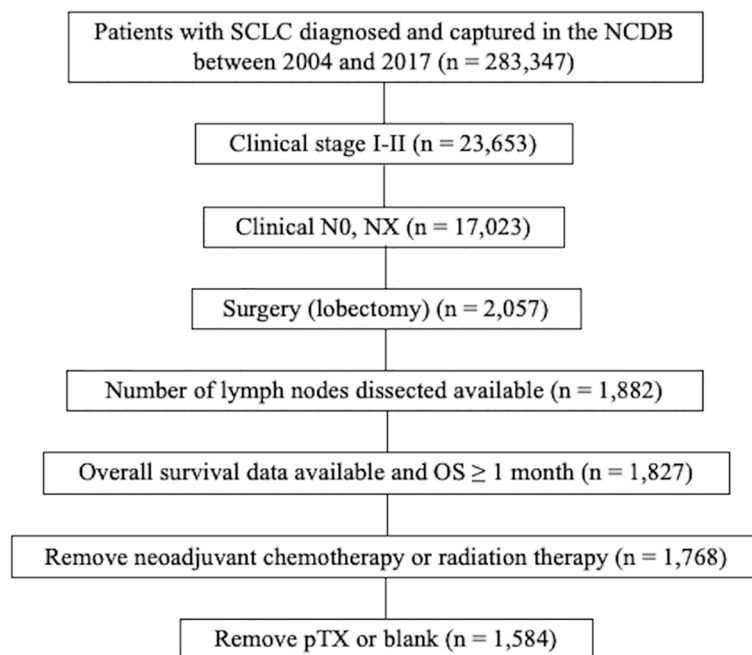 Patients with SCLC diagnosed and captured in the NCDB
between 2004 and 2017 (n = 283,347)
Clinical stage I-II (n = 23,653)
Clinical N0, NX (n = 17,023)
Surgery (lobectomy) (n = 2,057)
Number of lymph nodes dissected available (n = 1,882)
Overall survival data available and OS ≥ 1 month (n = 1,827)
Remove neoadjuvant chemotherapy or radiation therapy (n = 1,768)
Remove pTX or blank (n = 1,584)